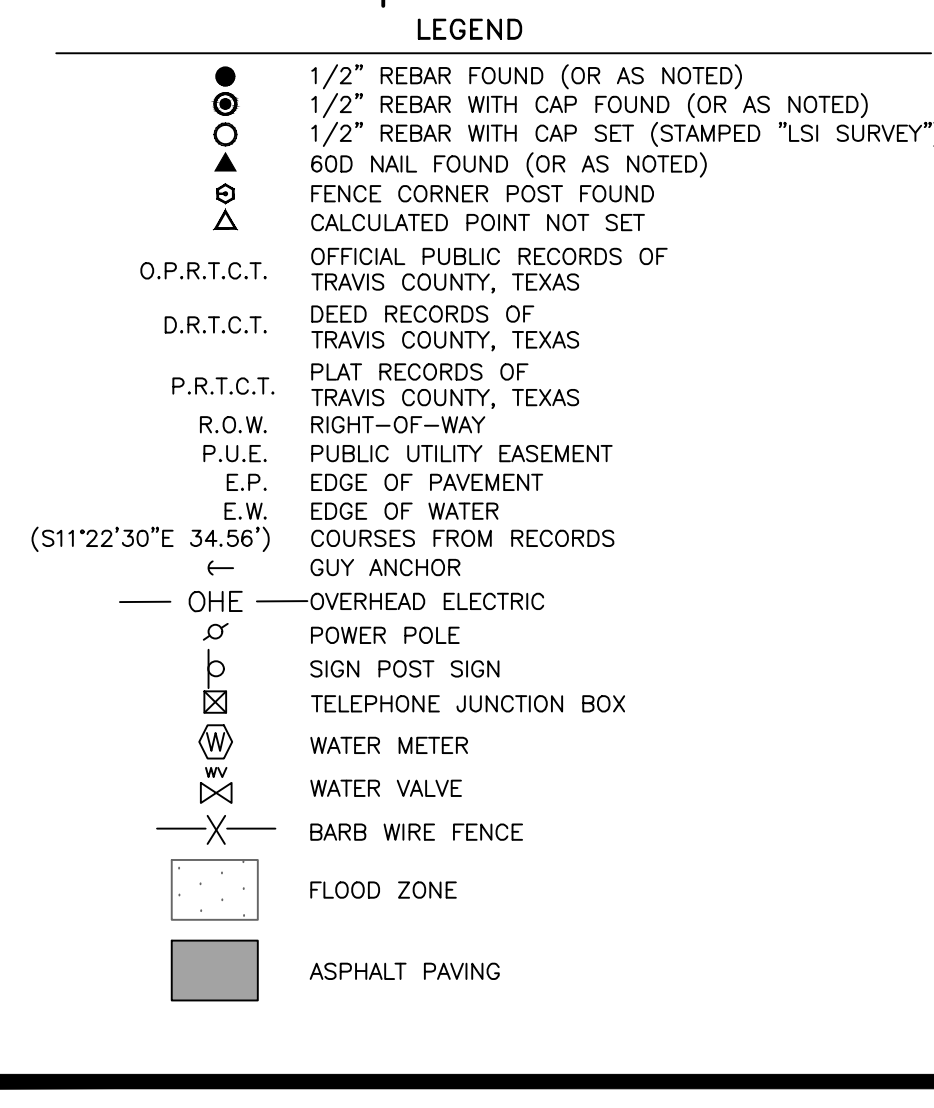 LEGEND
1/2" REBAR FOUND (OR AS NOTED)
1/2" REBAR WITH CAP FOUND (OR AS NOTED)
1/2" REBAR WITH CAP SET (STAMPED "LSI SURVEY")
60D NAIL FOUND (OR AS NOTED)
FENCE CORNER POST FOUND
CALCULATED POINT NOT SET
O.P.R.T.C.T. OFFICIAL PUBLIC RECORDS OF
TRAVIS COUNTY, TEXAS
D.R.T.C.T. DEED RECORDS OF
TRAVIS COUNTY, TEXAS
P.R.T.C.T. PLAT RECORDS OF
TRAVIS COUNTY, TEXAS
R.O.W. RIGHT-OF-WAY
P.U.E. PUBLIC UTILITY EASEMENT
E.P. EDGE OF PAVEMENT
E.W. EDGE OF WATER
(S11°22'30"E 34.56') COURSES FROM RECORDS
GUY ANCHOR
OHE OVERHEAD ELECTRIC
POWER POLE
SIGN POST SIGN
TELEPHONE JUNCTION BOX
W WATER METER
WV
WATER VALVE
X BARB WIRE FENCE
FLOOD ZONE
ASPHALT PAVING